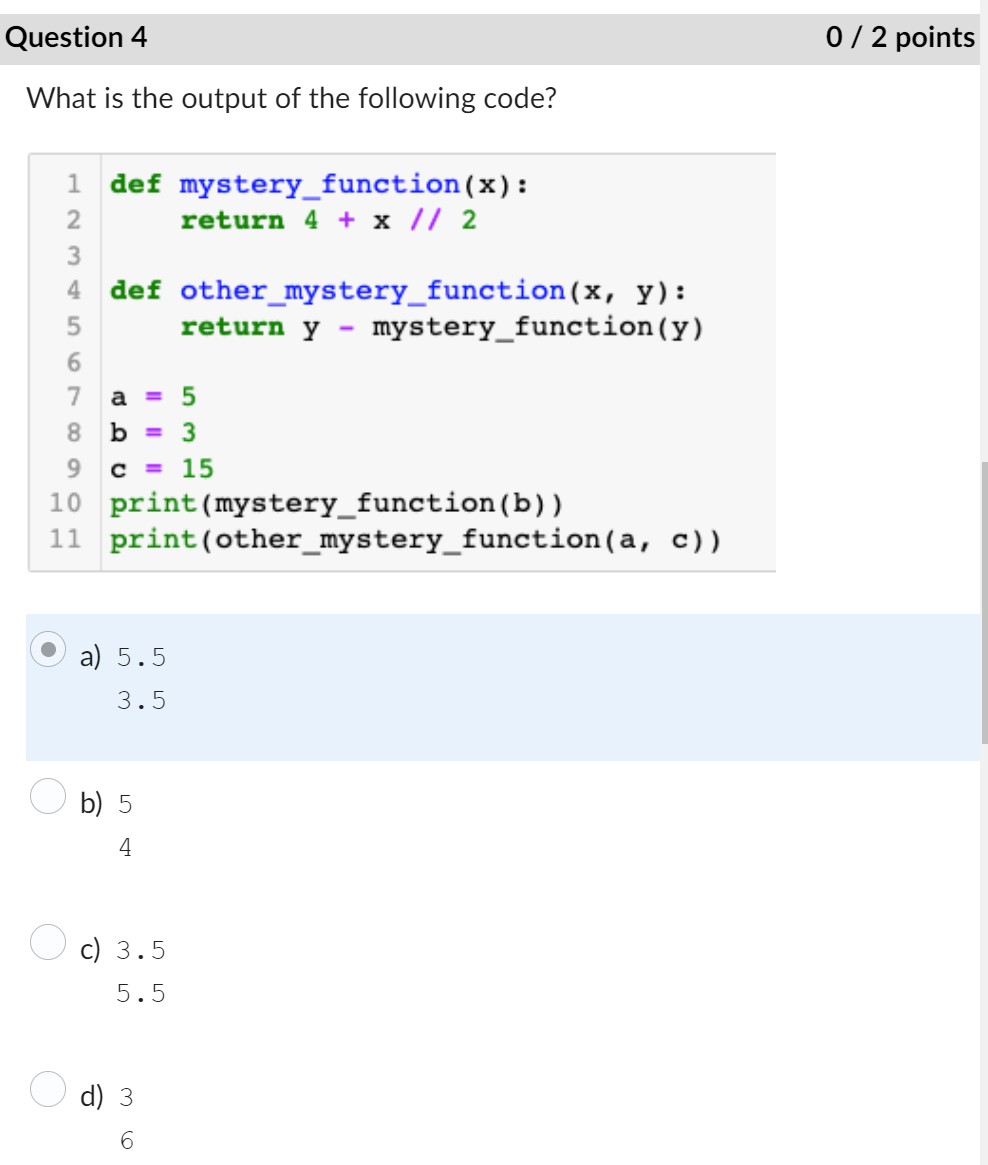 Question 4 0 / 2 points
What is the output of the following code?
1 def mystery_function(x):
2     return 4 + x // 2
3
4 def other_mystery_function(x, y):
5     return y - mystery_function(y)
6
7 a = 5
8 b = 3
9 c = 15
10 print(mystery_function(b))
11 print(other_mystery_function(a, c))
a) 5.5
3.5
b) 5
4
c) 3.5
5.5
d) 3
6